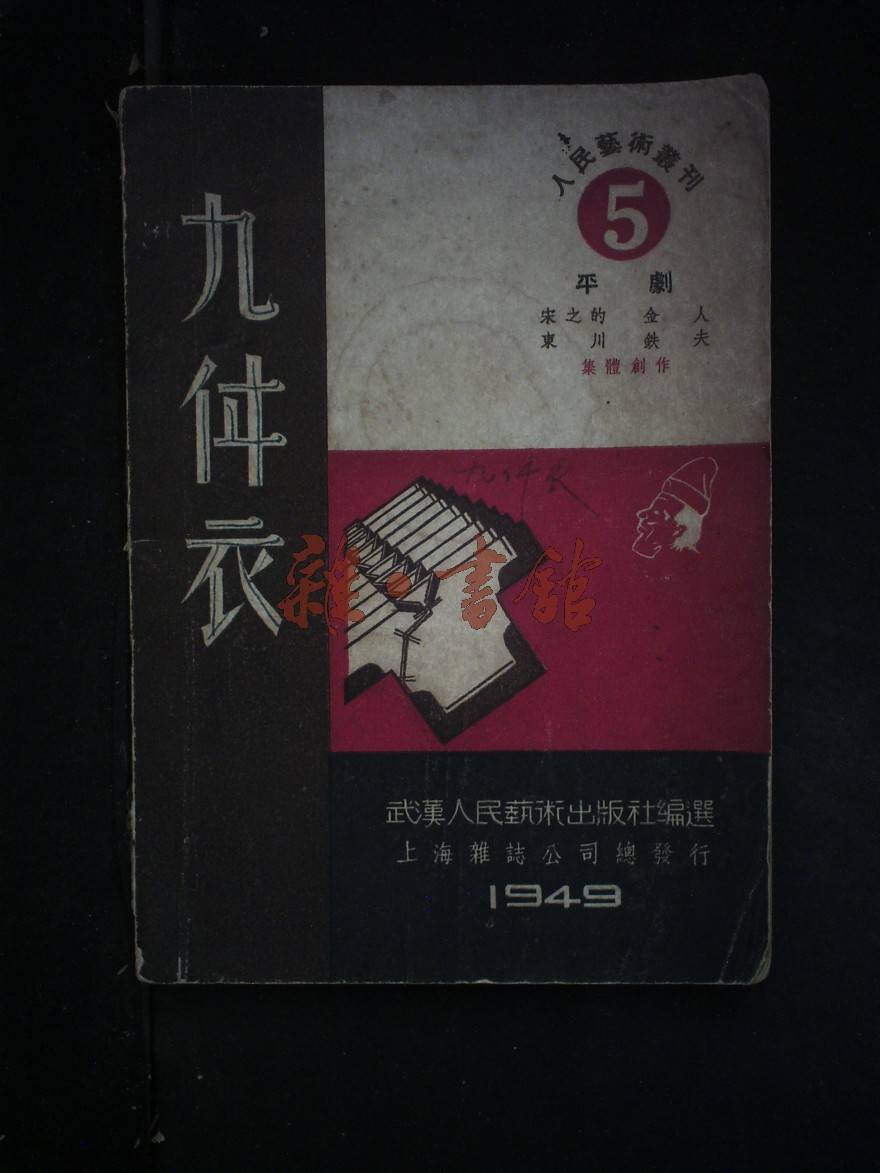 九件衣
人民藝術叢刊
5
平劇
宋之的 金人
東川 鉄夫
集體創作
九件衣
雜·書館
武漢人民藝術出版社編選
上海雜誌公司總發行
1949